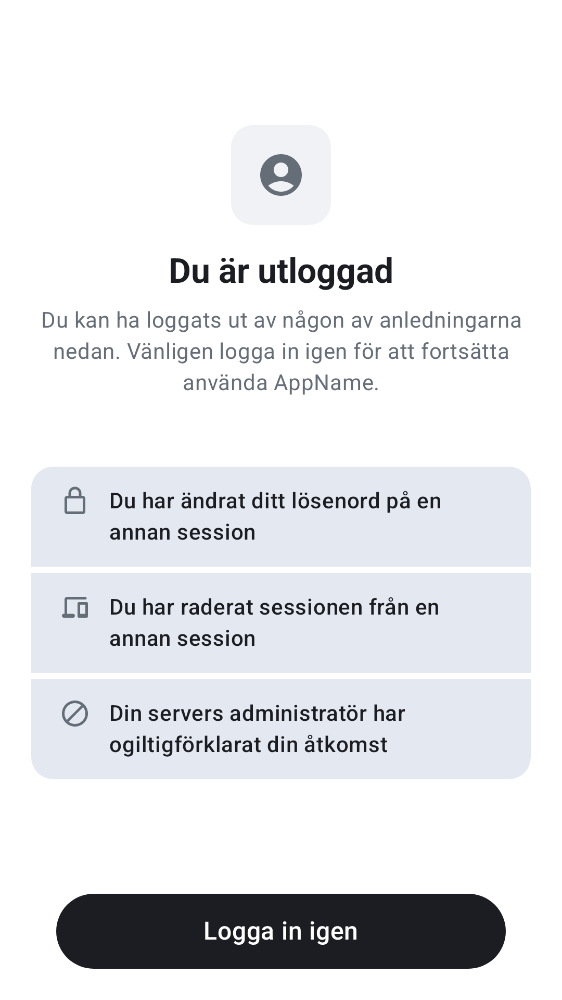 Du är utloggad
Du kan ha loggats ut av någon av anledningarna
nedan. Vänligen logga in igen för att fortsätta
använda AppName.
Du har ändrat ditt lösenord på en
annan session
Du har raderat sessionen från en
annan session
Din servers administratör har
ogiltigförklarat din åtkomst
Logga in igen